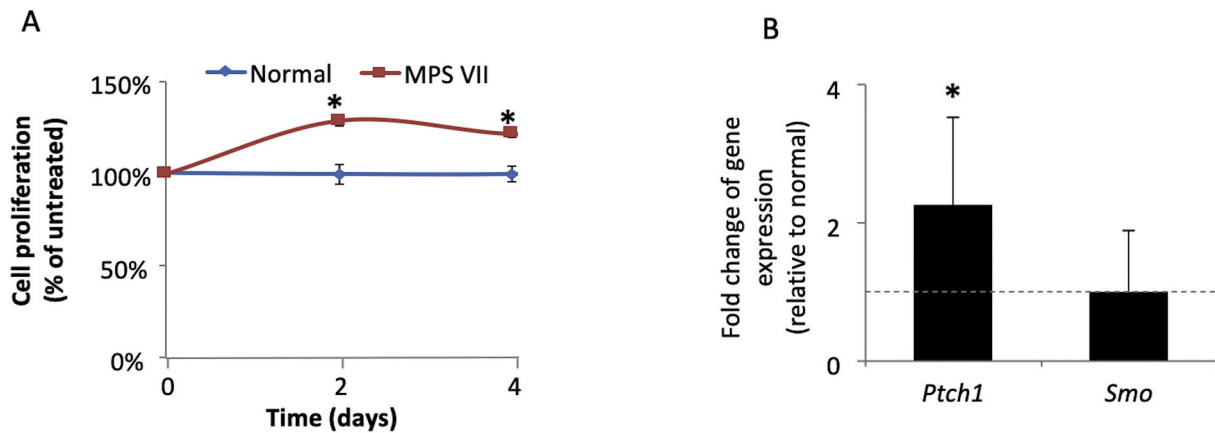 A
Normal
MPS VII
150%
100%
50%
0%
Cell proliferation
(% of untreated)
*
*
0
2
4
Time (days)
B
4
2
0
Fold change of gene
expression
(relative to normal)
*
Ptch1
Smo